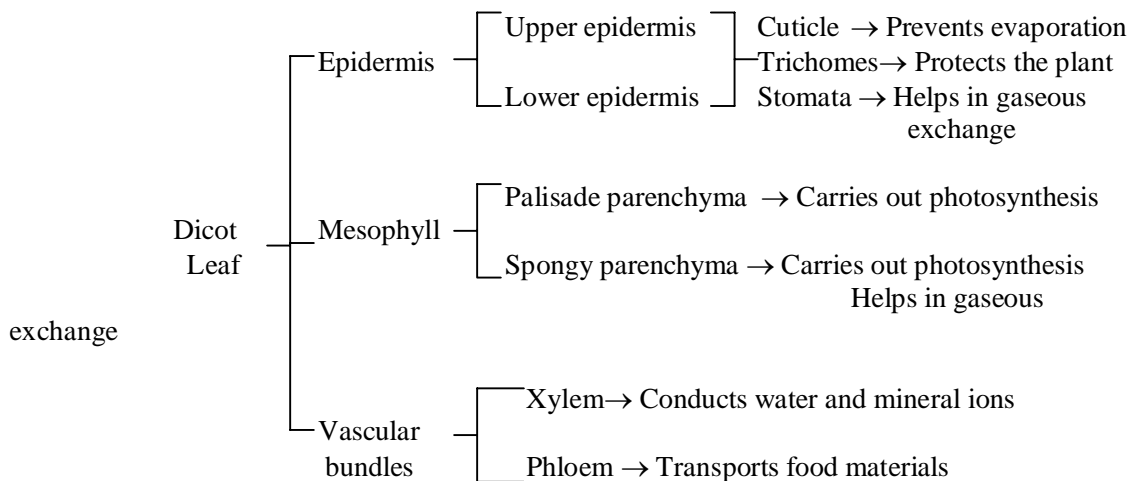 Upper epidermis Cuticle → Prevents evaporation
Epidermis Trichomes→ Protects the plant
Lower epidermis Stomata → Helps in gaseous
exchange
Palisade parenchyma → Carries out photosynthesis
Dicot Mesophyll
Leaf Spongy parenchyma → Carries out photosynthesis
Helps in gaseous
exchange
Xylem→ Conducts water and mineral ions
Vascular
bundles Phloem → Transports food materials